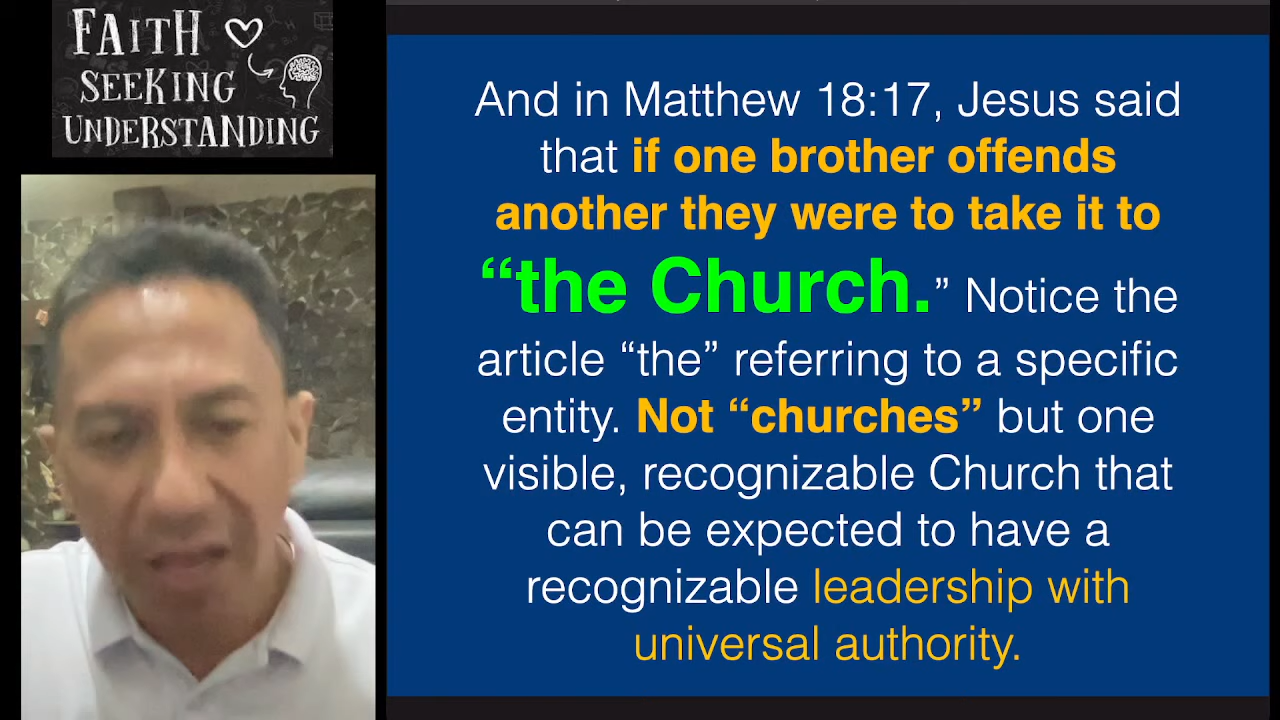 FAITH
SEEKING
UNDERSTANDING
And in Matthew 18:17, Jesus said
that if one brother offends
another they were to take it to
“the Church.” Notice the
article “the” referring to a specific
entity. Not “churches” but one
visible, recognizable Church that
can be expected to have a
recognizable leadership with
universal authority.